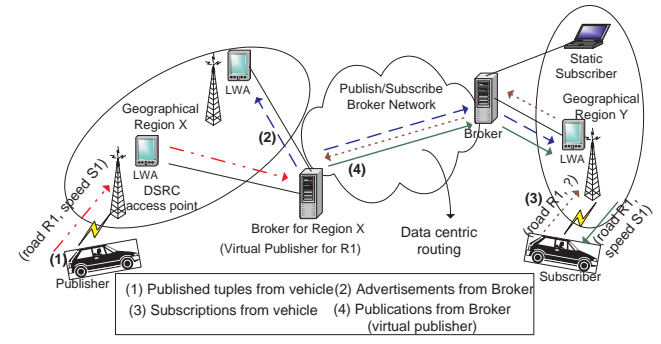 LWA
Geographical
Region X
LWA
DSRC
access point
(road R1, speed S1)
(1)
Publisher
(2)
Publish/Subscribe
Broker Network
(4)
Broker for Region X
(Virtual Publisher for R1)
Data centric
routing
Broker
Static
Subscriber
Geographical
Region Y
LWA
(3)
(road R1, ?)
(road R1,
speed S1)
Subscriber
(1) Published tuples from vehicle (2) Advertisements from Broker
(3) Subscriptions from vehicle (4) Publications from Broker
(virtual publisher)